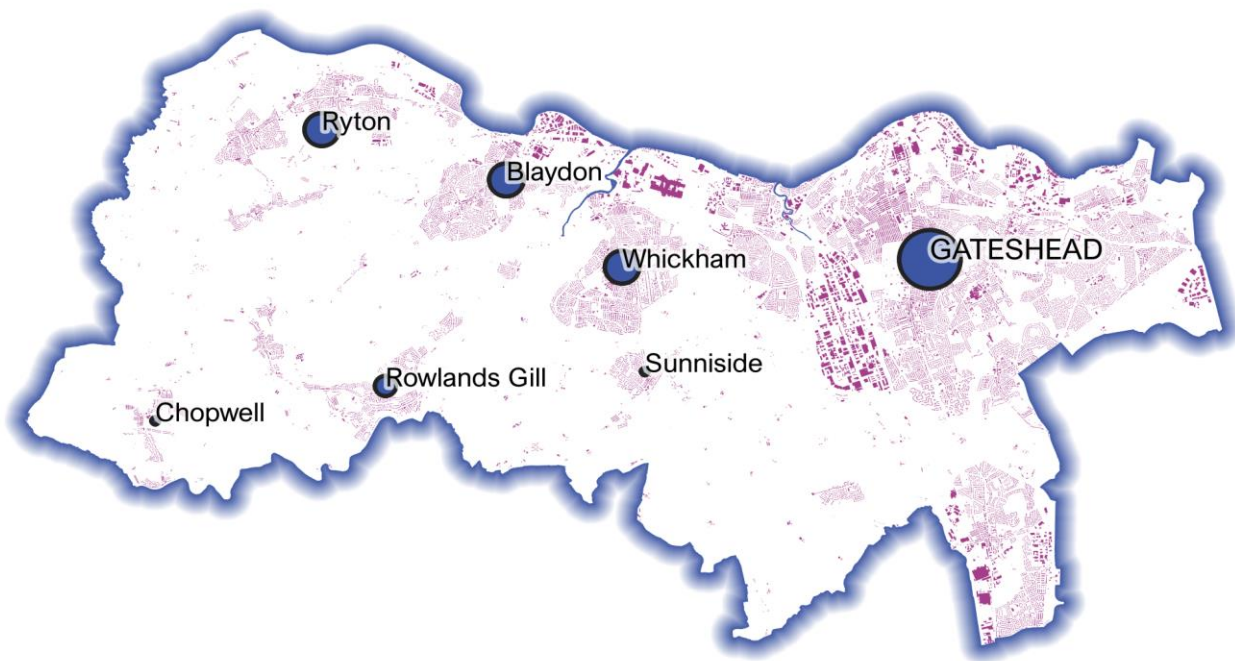 Ryton
Blaydon
Whickham
GATESHEAD
Sunniside
Rowlands Gill
Chopwell